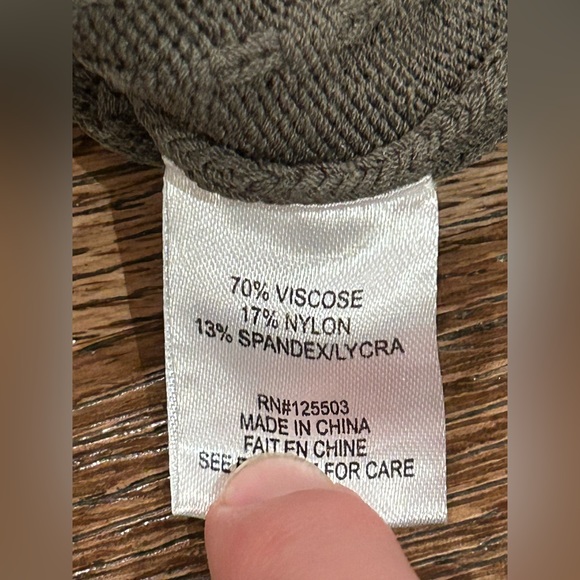 70% VISCOSE
17% NYLON
13% SPANDEX/LYCRA
RN#125503
MADE IN CHINA
FAIT EN CHINE
SEE FOR CARE